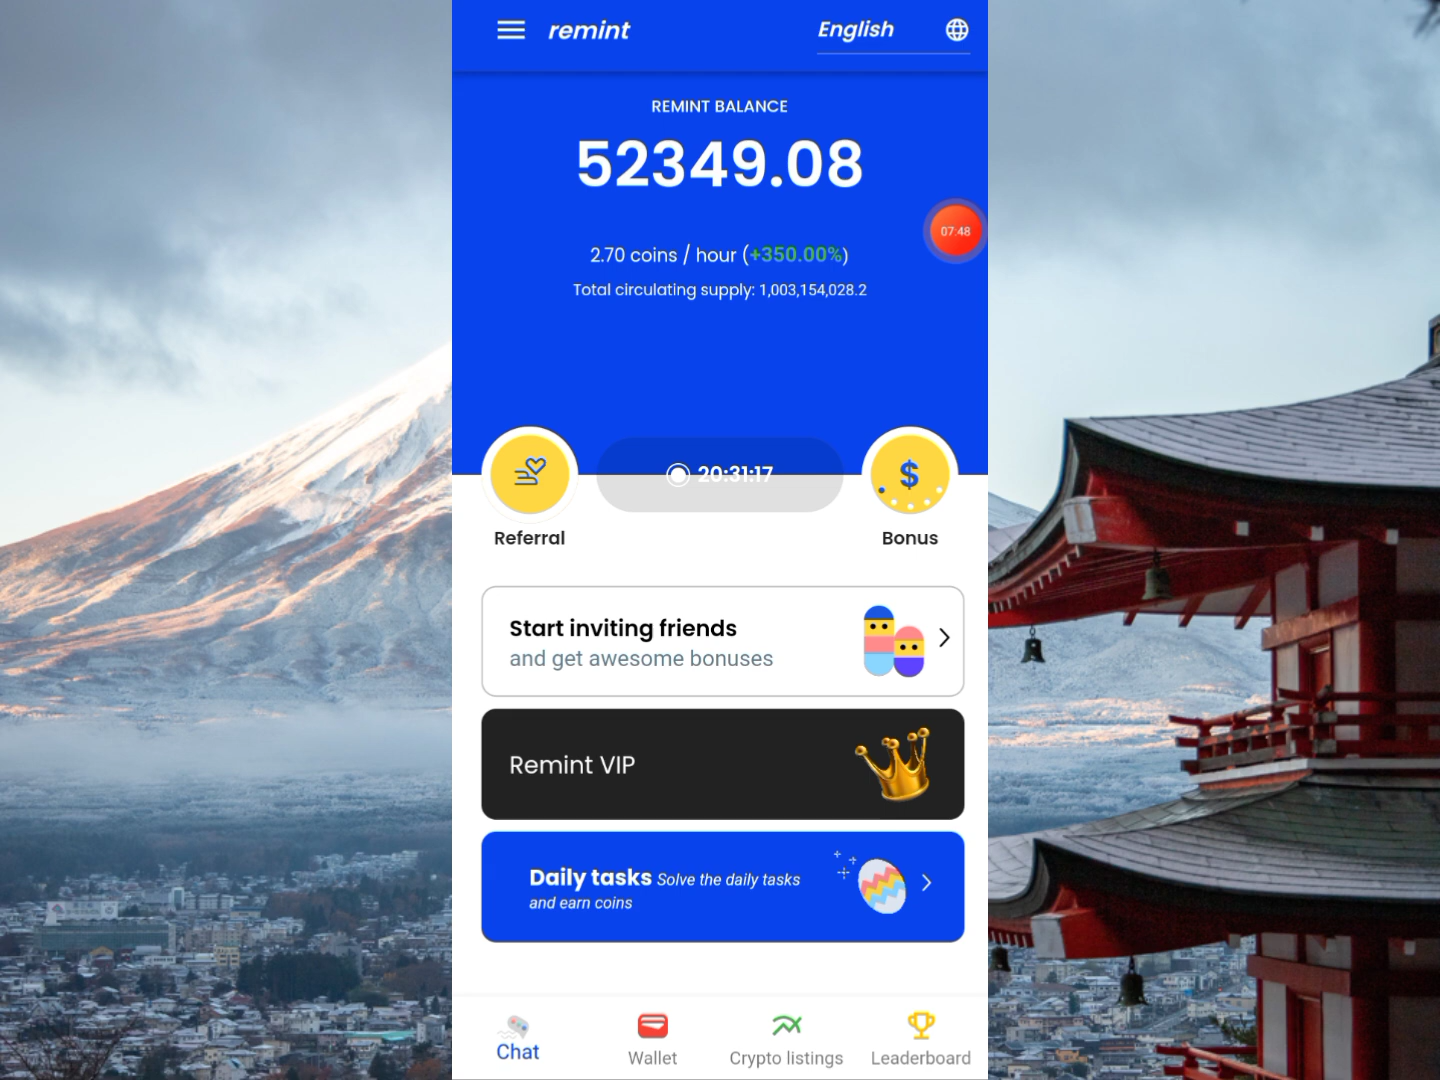 remint
English
REMINT BALANCE
52349.08
07:48
2.70 coins / hour (+350.00%)
Total circulating supply: 1,003,154,028.2
20:31:17
$
Referral
Bonus
Start inviting friends
and get awesome bonuses
Remint VIP
Daily tasks Solve the daily tasks
and earn coins
Chat
Wallet
Crypto listings
Leaderboard